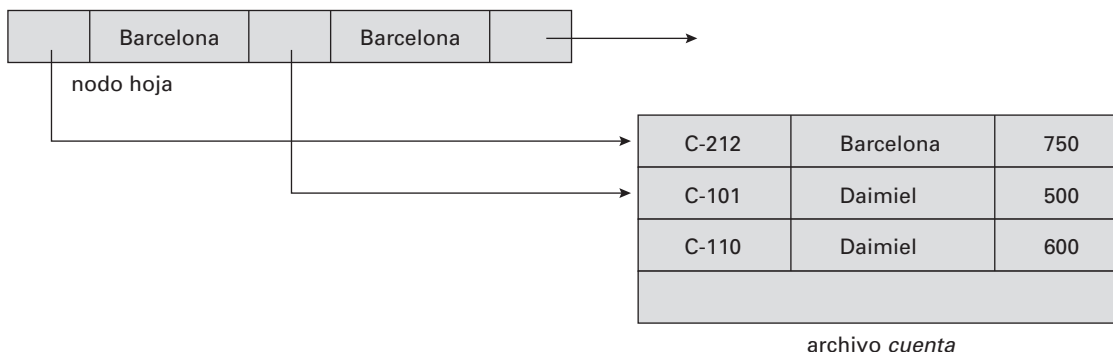 Barcelona Barcelona
nodo hoja
C-212 Barcelona 750
C-101 Daimiel 500
C-110 Daimiel 600
archivo cuenta